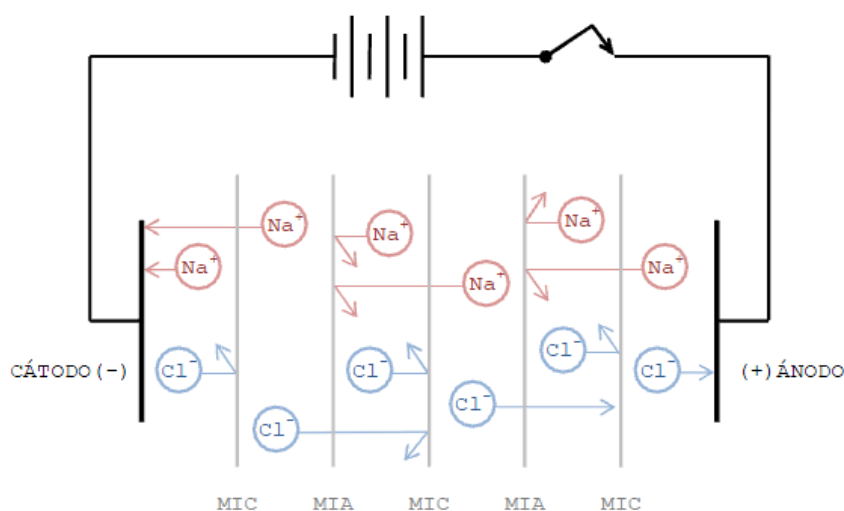 Na+
Na+
Na+
Na+
Na+
Na+
Cl-
Cl-
Cl-
CÁTODO(-)
Cl-
(+)ÁNODO
Cl-
Cl-
MIC
MIA
MIC
MIA
MIC